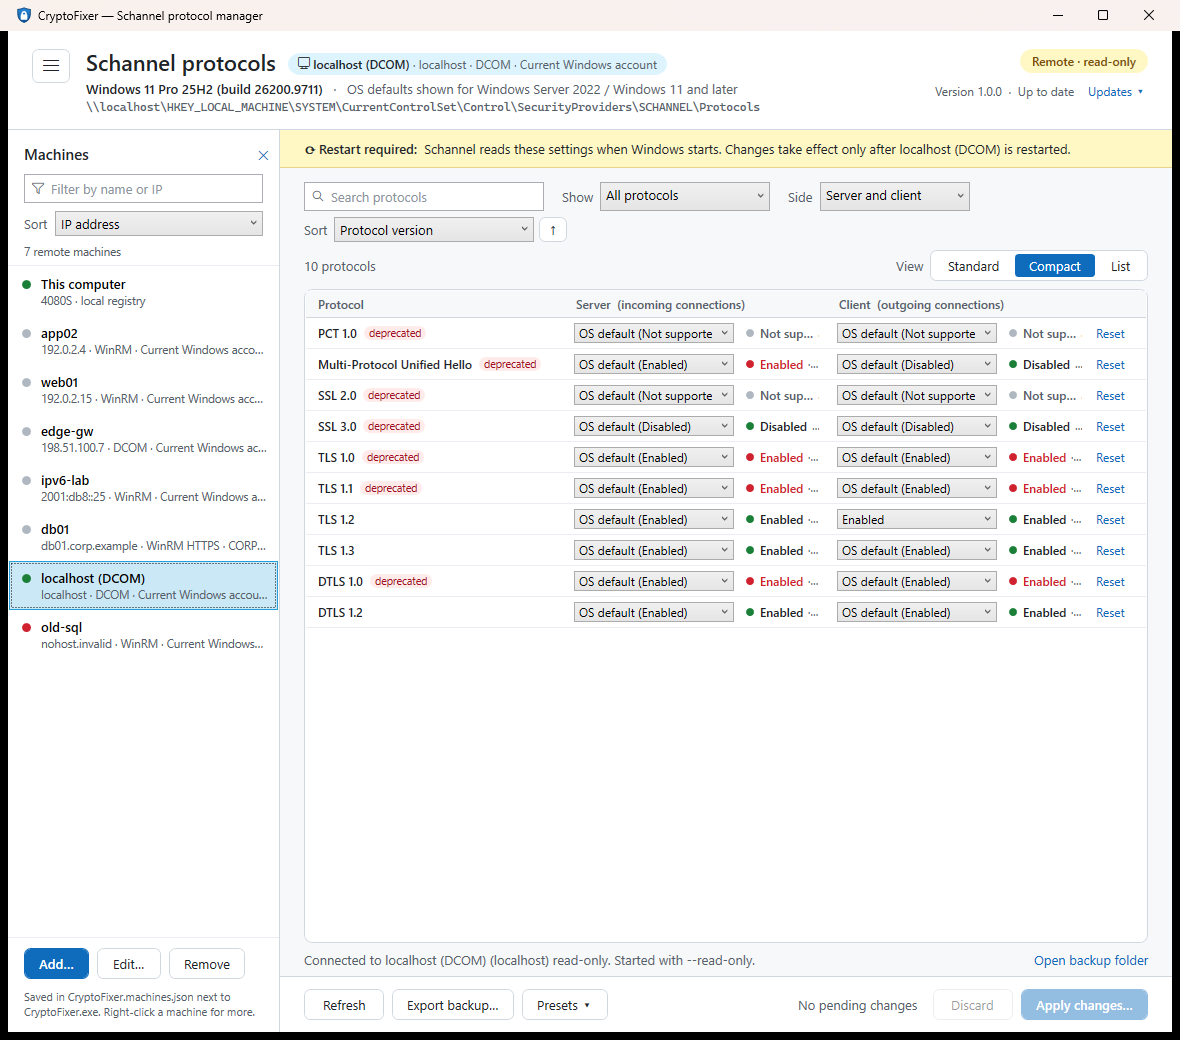 CryptoFixer — Schannel protocol manager
Schannel protocols
localhost (DCOM) · localhost · DCOM · Current Windows account
Remote · read-only
Windows 11 Pro 25H2 (build 26200.9711) · OS defaults shown for Windows Server 2022 / Windows 11 and later
Version 1.0.0 · Up to date Updates
\\localhost\HKEY_LOCAL_MACHINE\SYSTEM\CurrentControlSet\Control\SecurityProviders\SCHANNEL\Protocols
Machines
Filter by name or IP
Sort IP address
7 remote machines
This computer
4080S · local registry
app02
192.0.2.4 · WinRM · Current Windows acco...
web01
192.0.2.15 · WinRM · Current Windows acc...
edge-gw
198.51.100.7 · DCOM · Current Windows ac...
ipv6-lab
2001:db8::25 · WinRM · Current Windows a...
db01
db01.corp.example · WinRM HTTPS · CORP...
localhost (DCOM)
localhost · DCOM · Current Windows accou...
old-sql
nohost.invalid · WinRM · Current Windows...
Add... Edit... Remove
Saved in CryptoFixer.machines.json next to
CryptoFixer.exe. Right-click a machine for more.
Restart required: Schannel reads these settings when Windows starts. Changes take effect only after localhost (DCOM) is restarted.
Search protocols Show All protocols Side Server and client
Sort Protocol version ↑
10 protocols View Standard Compact List
Protocol Server (incoming connections) Client (outgoing connections)
PCT 1.0 deprecated OS default (Not supporte Not sup... OS default (Not supporte Not sup... Reset
Multi-Protocol Unified Hello deprecated OS default (Enabled) Enabled ·... OS default (Disabled) Disabled ... Reset
SSL 2.0 deprecated OS default (Not supporte Not sup... OS default (Not supporte Not sup... Reset
SSL 3.0 deprecated OS default (Disabled) Disabled ... OS default (Disabled) Disabled ... Reset
TLS 1.0 deprecated OS default (Enabled) Enabled ·... OS default (Enabled) Enabled ·... Reset
TLS 1.1 deprecated OS default (Enabled) Enabled ·... OS default (Enabled) Enabled ·... Reset
TLS 1.2 OS default (Enabled) Enabled ·... Enabled Enabled ·... Reset
TLS 1.3 OS default (Enabled) Enabled ·... OS default (Enabled) Enabled ·... Reset
DTLS 1.0 deprecated OS default (Enabled) Enabled ·... OS default (Enabled) Enabled ·... Reset
DTLS 1.2 OS default (Enabled) Enabled ·... OS default (Enabled) Enabled ·... Reset
Connected to localhost (DCOM) (localhost) read-only. Started with --read-only. Open backup folder
Refresh Export backup... Presets No pending changes Discard Apply changes...